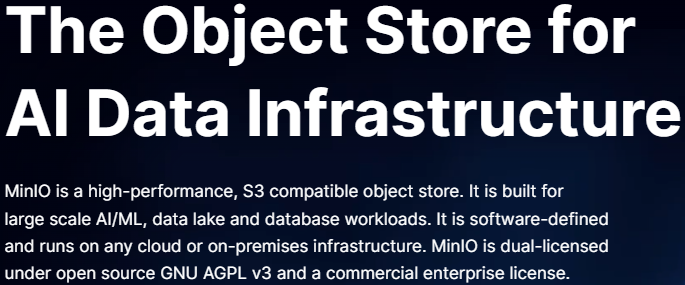 The Object Store for
AI Data Infrastructure
MinIO is a high-performance, S3 compatible object store. It is built for
large scale AI/ML, data lake and database workloads. It is software-defined
and runs on any cloud or on-premises infrastructure. MinIO is dual-licensed
under open source GNU AGPL v3 and a commercial enterprise license.